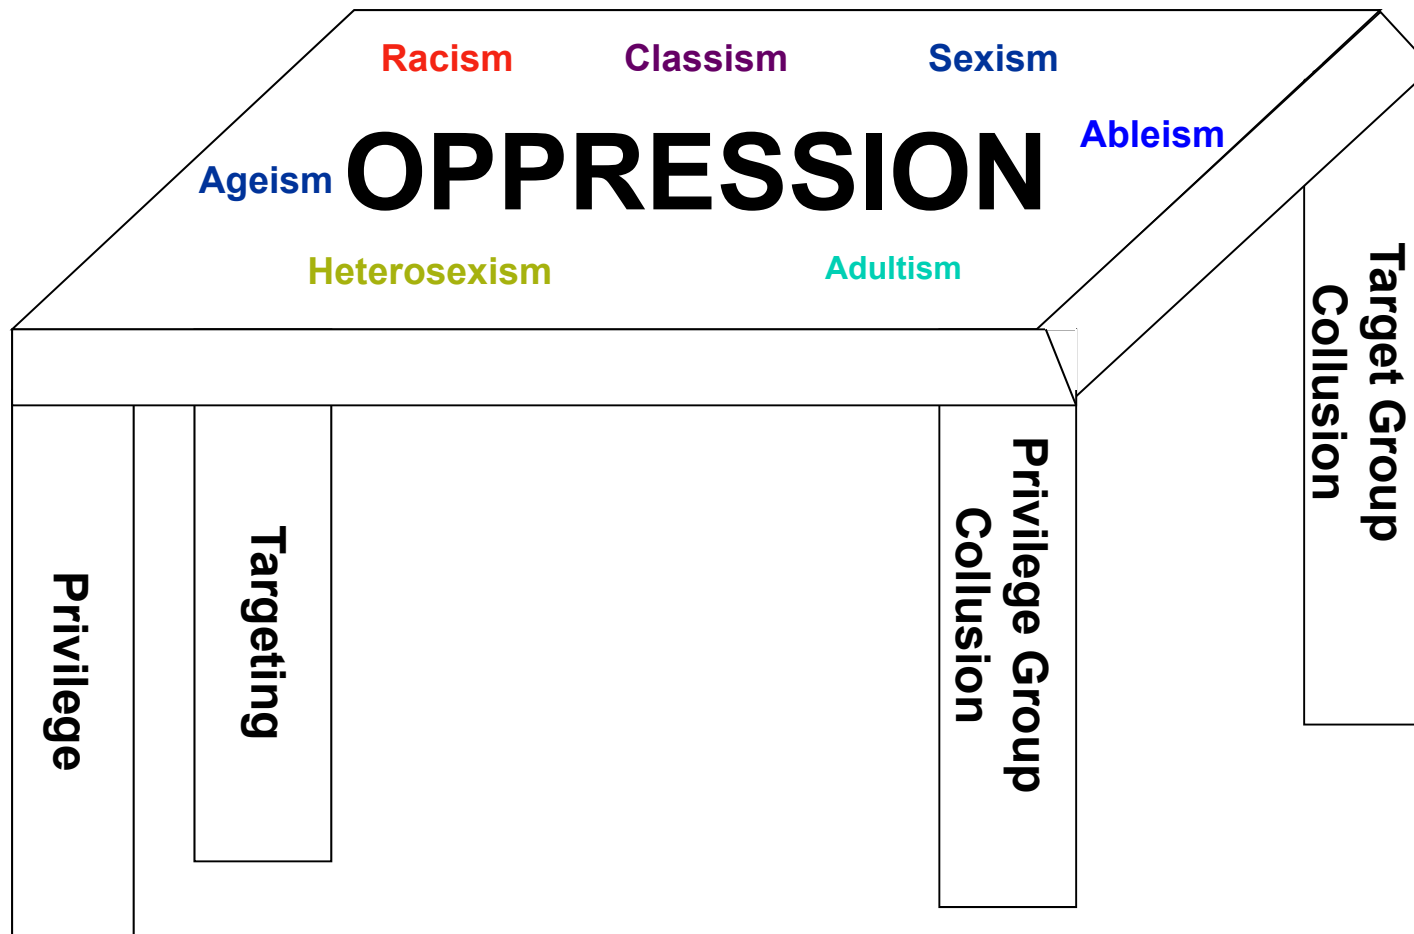 Racism Classism Sexism
Ableism
OPPRESSION
Ageism
Heterosexism Adultism
Privilege
Targeting
Privilege Group
Collusion
Target Group
Collusion